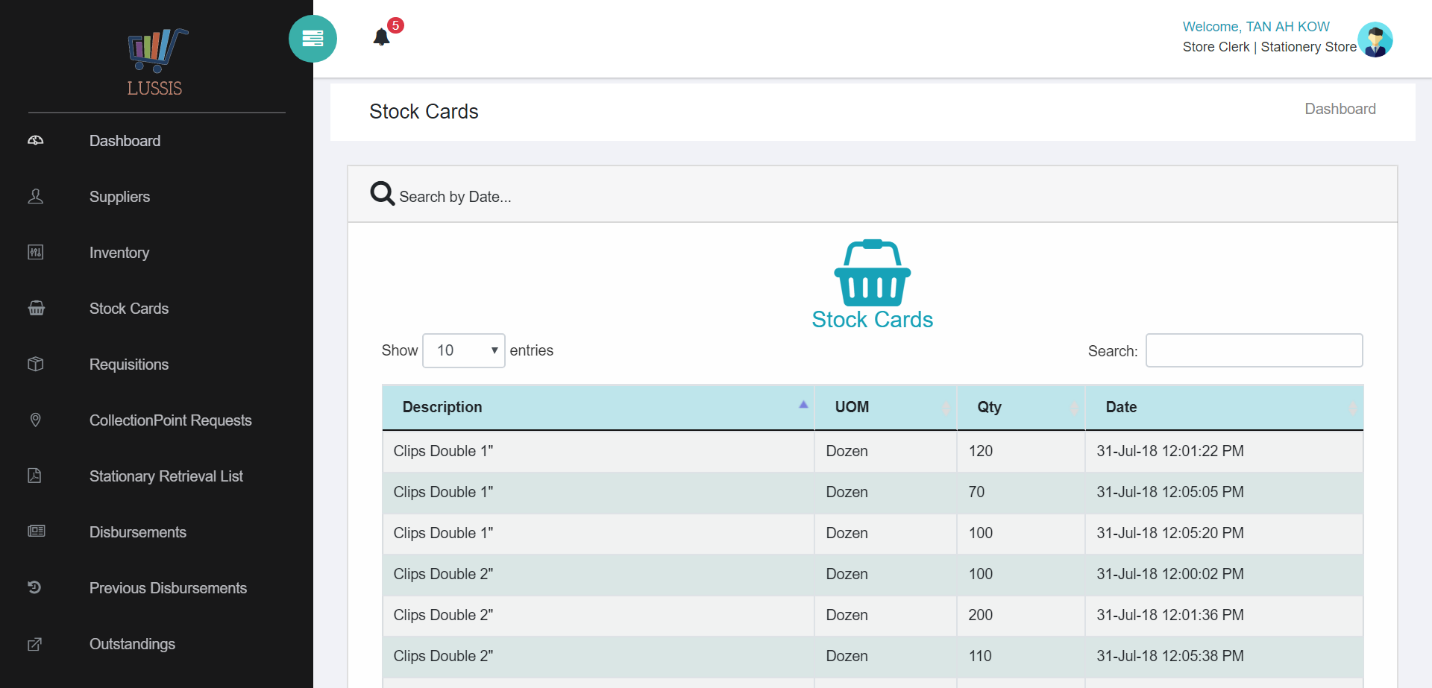 LUSSIS
Dashboard
Suppliers
Inventory
Stock Cards
Requisitions
CollectionPoint Requests
Stationary Retrieval List
Disbursements
Previous Disbursements
Outstandings
5
Welcome, TAN AH KOW
Store Clerk | Stationery Store
Stock Cards
Dashboard
Search by Date...
Stock Cards
Show 10 entries
Search:
Description UOM Qty Date
Clips Double 1" Dozen 120 31-Jul-18 12:01:22 PM
Clips Double 1" Dozen 70 31-Jul-18 12:05:05 PM
Clips Double 1" Dozen 100 31-Jul-18 12:05:20 PM
Clips Double 2" Dozen 100 31-Jul-18 12:00:02 PM
Clips Double 2" Dozen 200 31-Jul-18 12:01:36 PM
Clips Double 2" Dozen 110 31-Jul-18 12:05:38 PM